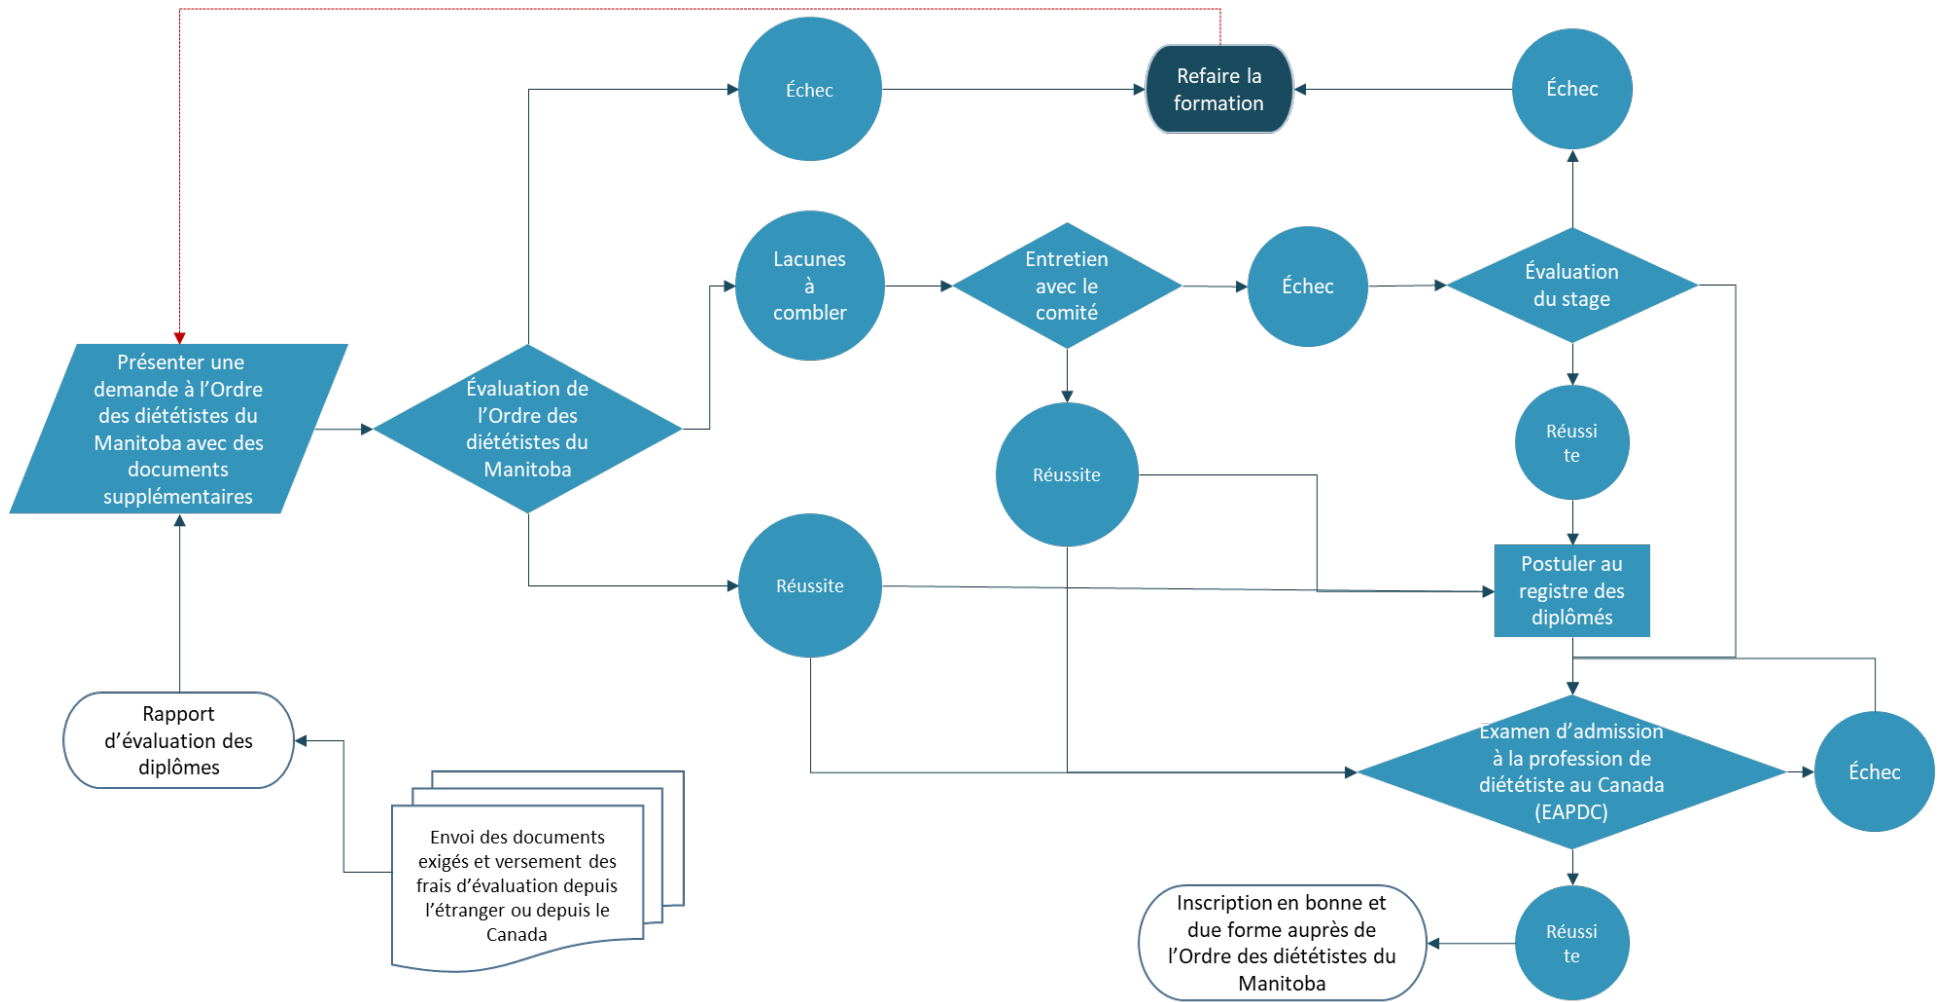 Échec
Refaire la
formation
Échec
Lacunes
à
combler
Entretien
avec le
comité
Échec
Évaluation
du stage
Présenter une
demande à l’Ordre
des diététistes du
Manitoba avec des
documents
supplémentaires
Évaluation de
l’Ordre des
diététistes du
Manitoba
Réussite
Réussi
te
Réussite
Postuler au
registre des
diplômés
Rapport
d’évaluation des
diplômes
Envoi des documents
exigés et versement des
frais d’évaluation depuis
l’étranger ou depuis le
Canada
Examen d’admission
à la profession de
diététiste au Canada
(EAPDC)
Échec
Inscription en bonne et
due forme auprès de
l’Ordre des diététistes du
Manitoba
Réussi
te